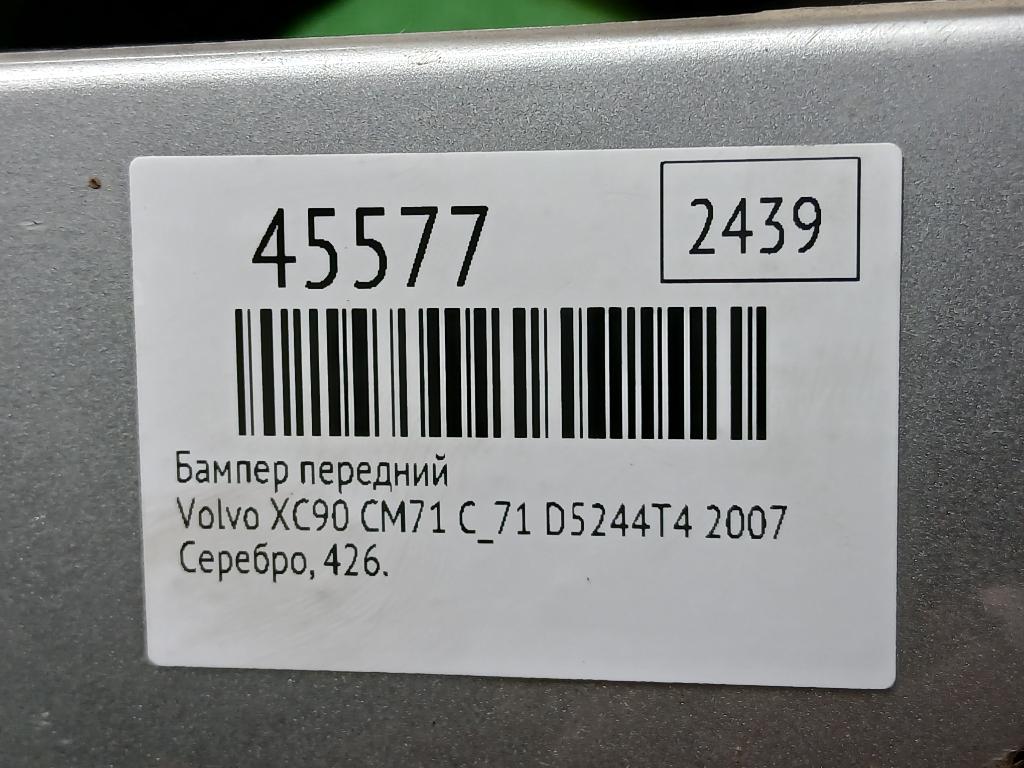 45577
2439
Бампер передний
Volvo XC90 CM71 C_71 D5244T4 2007
Серебро, 426.